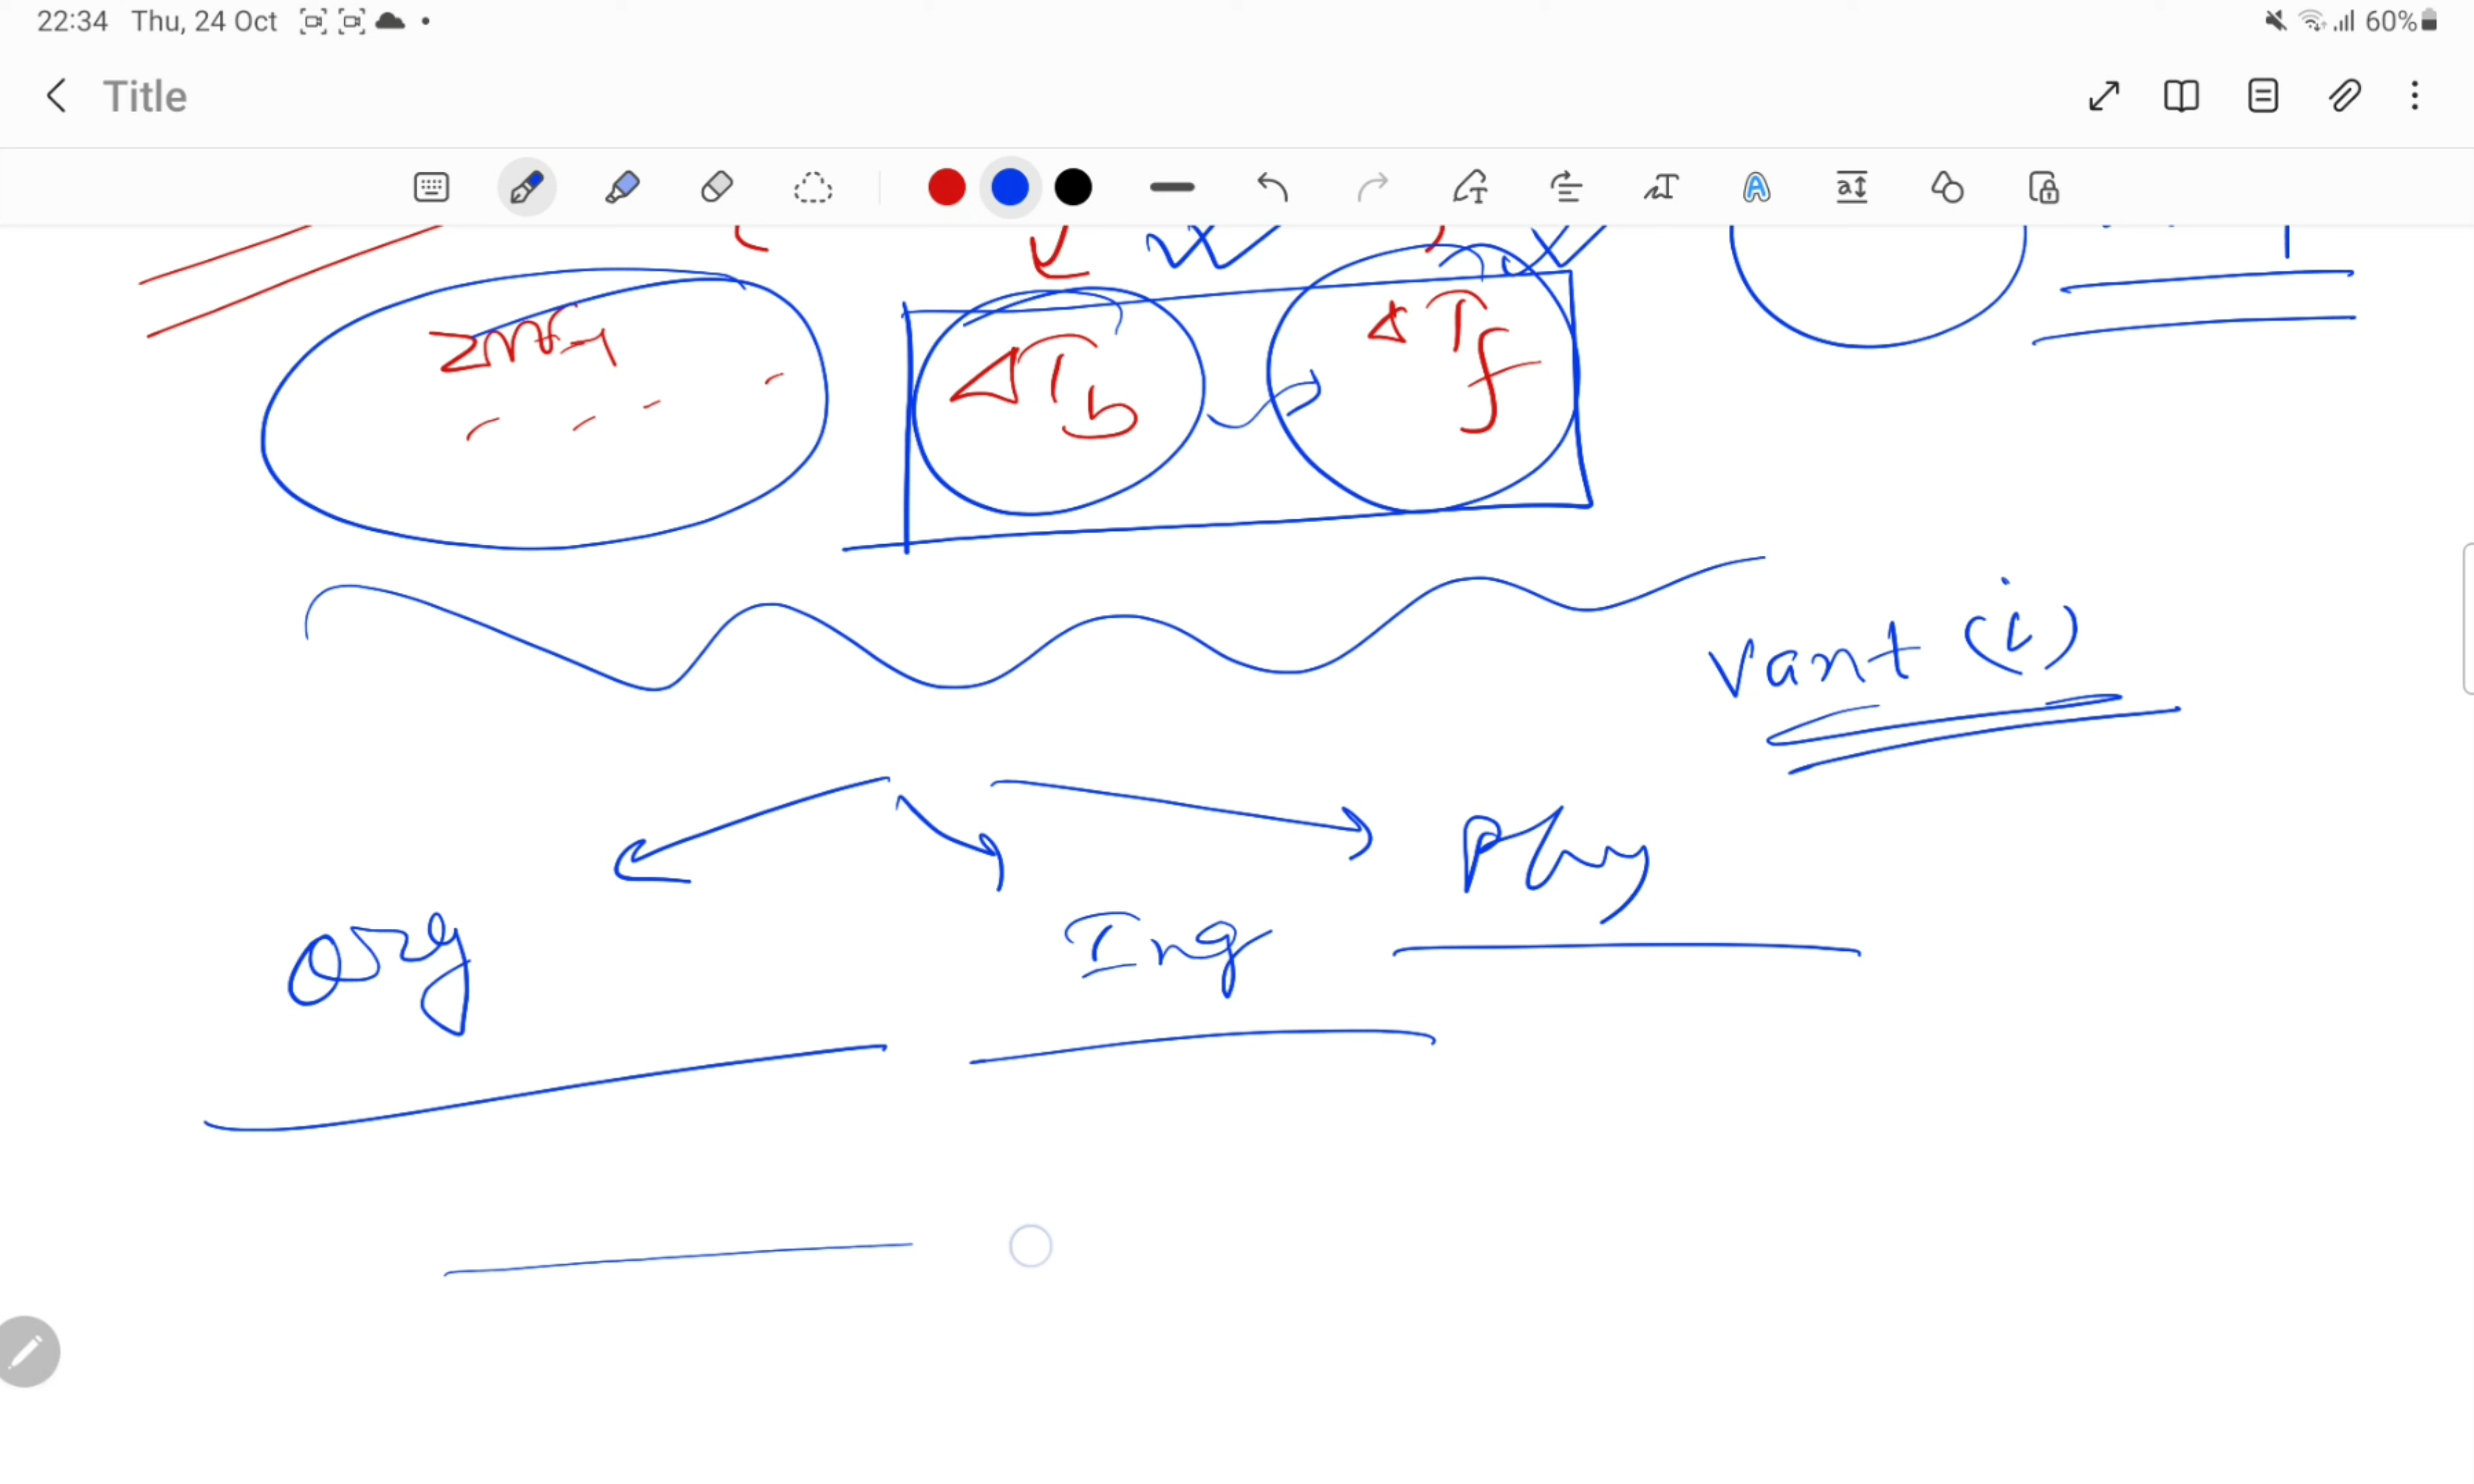 22:34 Thu, 24 Oct
60%
Title
ΔTb
ΔTf
Vant (i)
Phy
Org
Ing